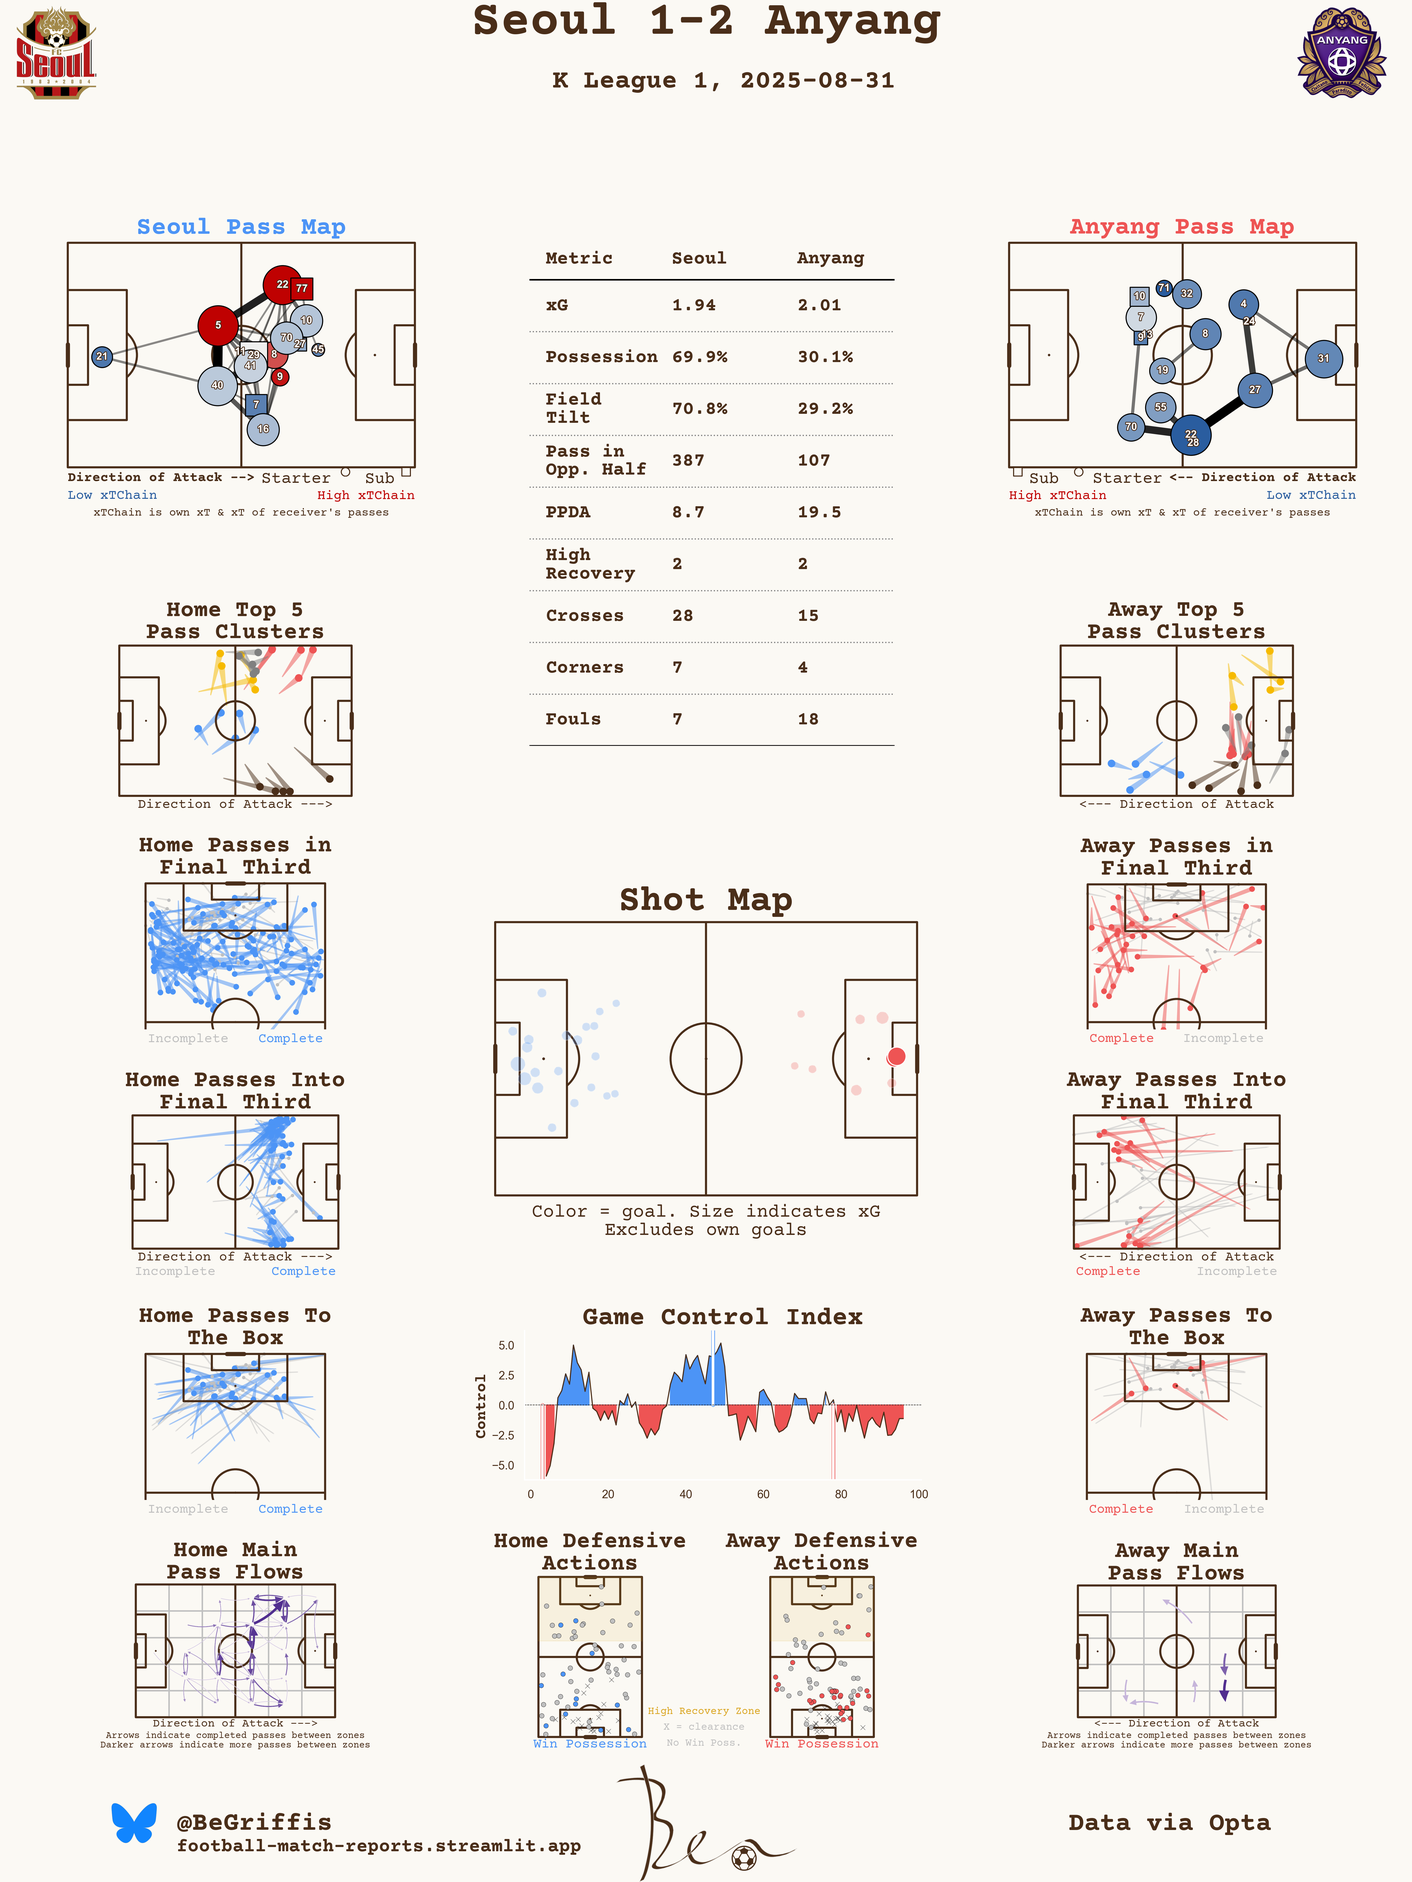 Seoul 1-2 Anyang
K League 1, 2025-08-31
FC
Seoul
ANYANG
Seoul Pass Map
22
77
5
10
70
27
45
21
29
8
41
9
40
7
16
Direction of Attack --> Starter Sub
Low xTChain High xTChain
xTChain is own xT & xT of receiver's passes
Metric Seoul Anyang
xG 1.94 2.01
Possession 69.9% 30.1%
Field
Tilt 70.8% 29.2%
Pass in
Opp. Half 387 107
PPDA 8.7 19.5
High
Recovery 2 2
Crosses 28 15
Corners 7 4
Fouls 7 18
Anyang Pass Map
10
71
32
7
4
24
9
13
8
31
19
27
55
70
22
28
Sub Starter <-- Direction of Attack
High xTChain Low xTChain
xTChain is own xT & xT of receiver's passes
Home Top 5
Pass Clusters
Direction of Attack --->
Away Top 5
Pass Clusters
<--- Direction of Attack
Home Passes in
Final Third
Incomplete Complete
Away Passes in
Final Third
Complete Incomplete
Shot Map
Color = goal. Size indicates xG
Excludes own goals
Home Passes Into
Final Third
Direction of Attack --->
Incomplete Complete
Away Passes Into
Final Third
<--- Direction of Attack
Complete Incomplete
Home Passes To
The Box
Incomplete Complete
Game Control Index
Control
5.0
2.5
0.0
−2.5
−5.0
0 20 40 60 80 100
Away Passes To
The Box
Complete Incomplete
Home Main
Pass Flows
Direction of Attack --->
Arrows indicate completed passes between zones
Darker arrows indicate more passes between zones
Home Defensive
Actions
Win Possession
High Recovery Zone
X = clearance
No Win Poss.
Away Defensive
Actions
Win Possession
Away Main
Pass Flows
<--- Direction of Attack
Arrows indicate completed passes between zones
Darker arrows indicate more passes between zones
@BeGriffis
football-match-reports.streamlit.app
Ben
Data via Opta